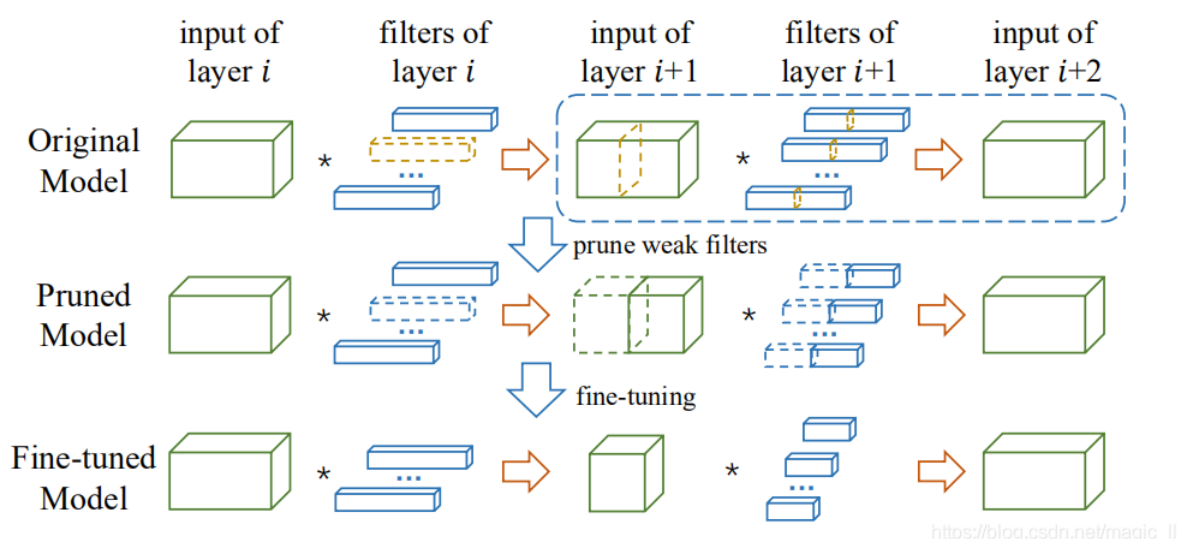 input of
layer i
filters of
layer i
input of
layer i+1
filters of
layer i+1
input of
layer i+2
Original
Model
*
...
*
...
prune weak filters
Pruned
Model
*
...
*
...
fine-tuning
Fine-tuned
Model
*
...
*
...
https://blog.csdn.net/magic_ll